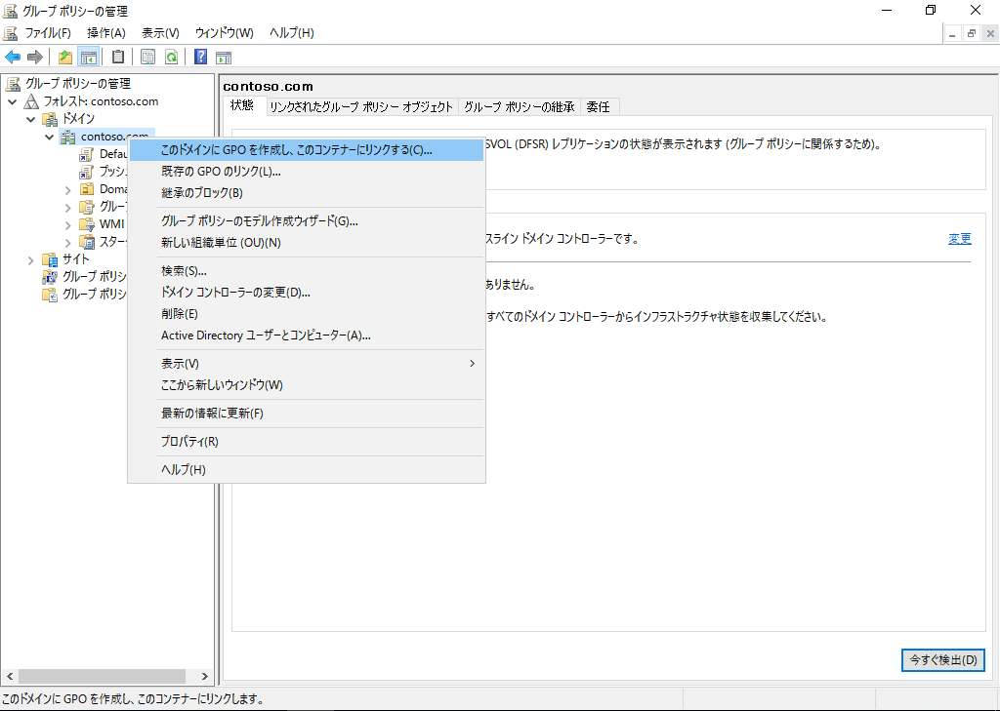 グループ ポリシーの管理
ファイル(F) 操作(A) 表示(V) ウィンドウ(W) ヘルプ(H)
グループ ポリシーの管理
フォレスト: contoso.com
ドメイン
contoso.com
Defau
プッシ
Doma
グルー
WMI
スター
サイト
グループ ポリシ
グループ ポリシ
contoso.com
状態 リンクされたグループ ポリシー オブジェクト グループ ポリシーの継承 委任
SVOL (DFSR) レプリケーションの状態が表示されます (グループ ポリシーに関係するため)。
スライン ドメイン コントローラーです。 変更
ありません。
すべてのドメイン コントローラーからインフラストラクチャ状態を収集してください。
このドメインに GPO を作成し、このコンテナーにリンクする(C)...
既存の GPO のリンク(L)...
継承のブロック(B)
グループ ポリシーのモデル作成ウィザード(G)...
新しい組織単位 (OU)(N)
検索(S)...
ドメイン コントローラーの変更(D)...
削除(E)
Active Directory ユーザーとコンピューター(A)...
表示(V)
ここから新しいウィンドウ(W)
最新の情報に更新(F)
プロパティ(R)
ヘルプ(H)
今すぐ検出(D)
このドメインに GPO を作成し、このコンテナーにリンクします。